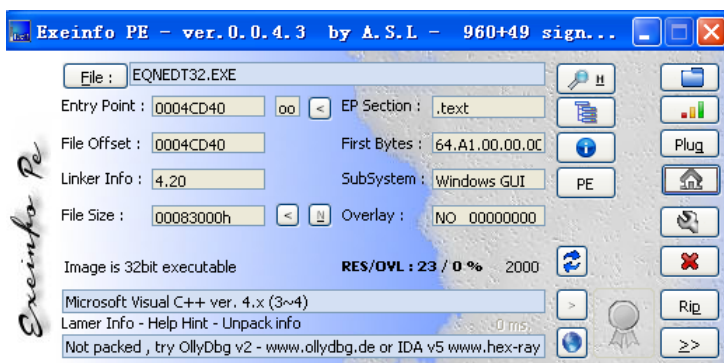 Exeinfo PE - ver.0.0.4.3 by A.S.L - 960+49 sign...
File : EQNEDT32.EXE
H
Entry Point : 0004CD40 oo < EP Section : .text
File Offset : 0004CD40 First Bytes : 64.A1.00.00.0C
Plug
Linker Info : 4.20 SubSystem : Windows GUI PE
File Size : 00083000h < N Overlay : NO 00000000
Image is 32bit executable RES/OVL : 23 / 0 % 2000
Microsoft Visual C++ ver. 4.x (3~4) > Rip
Lamer Info - Help Hint - Unpack info 0 ms.
Not packed , try OllyDbg v2 - www.ollydbg.de or IDA v5 www.hex-ray >>
Exeinfo Pe